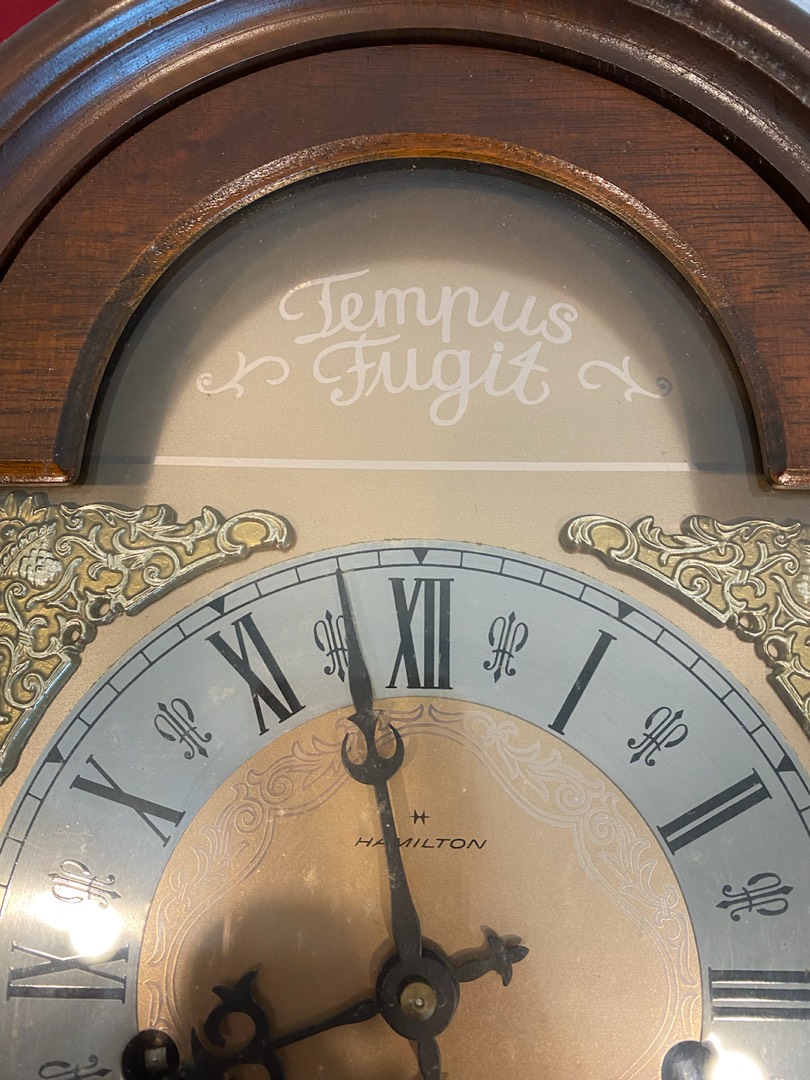 Tempus
Fugit
XII
XI
I
X
II
HAMILTON
IX
III